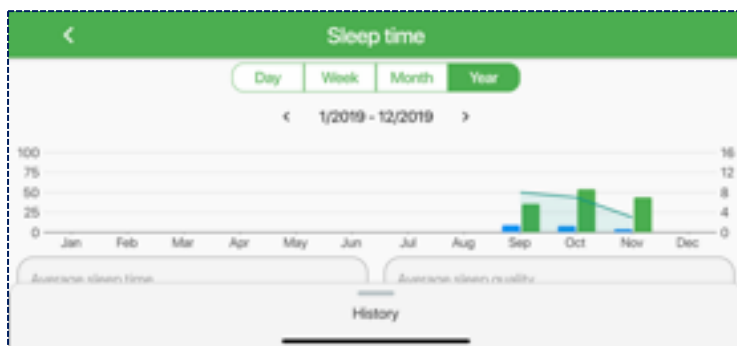 Sleep time
Day Week Month Year
< 1/2019 - 12/2019 >
100 16
75 12
50 8
25 4
0 0
Jan Feb Mar Apr May Jun Jul Aug Sep Oct Nov Dec
Average sleep time Average sleep quality
History